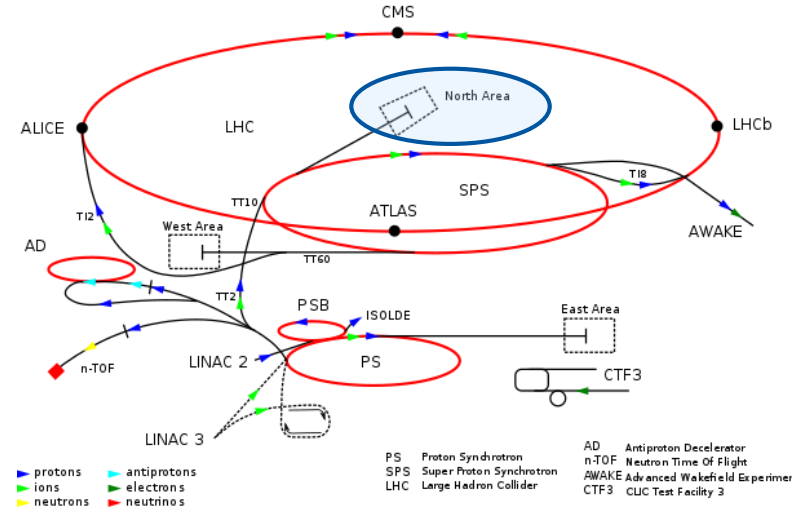 CMS
North Area
ALICE
LHC
LHCb
SPS
TI8
TT10
ATLAS
TI2
West Area
AWAKE
AD
TT60
TT2
PSB
ISOLDE
East Area
LINAC 2
PS
n-TOF
CTF3
LINAC 3
PS Proton Synchrotron
SPS Super Proton Synchrotron
LHC Large Hadron Collider
AD Antiproton Decelerator
n-TOF Neutron Time Of Flight
AWAKE Advanced Wakefield Experimer
CTF3 CLIC Test Facility 3
protons
ions
neutrons
antiprotons
electrons
neutrinos